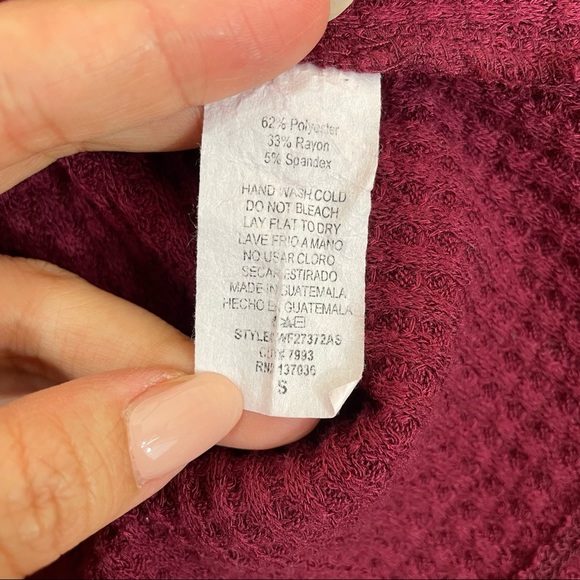 62% Polyester
33% Rayon
5% Spandex
HAND WASH COLD
DO NOT BLEACH
LAY FLAT TO DRY
LAVE FRIO A MANO
NO USAR CLORO
SECAR ESTIRADO
MADE IN GUATEMALA
HECHO EN GUATEMALA
STYLE# WF27372AS
7993
RN# 137036
S